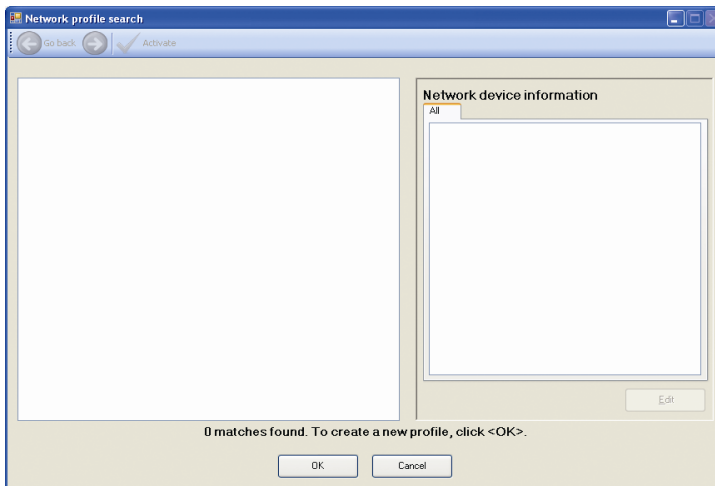 Network profile search
Go back Activate
Network device information
All
Edit
0 matches found. To create a new profile, click <OK>.
OK Cancel